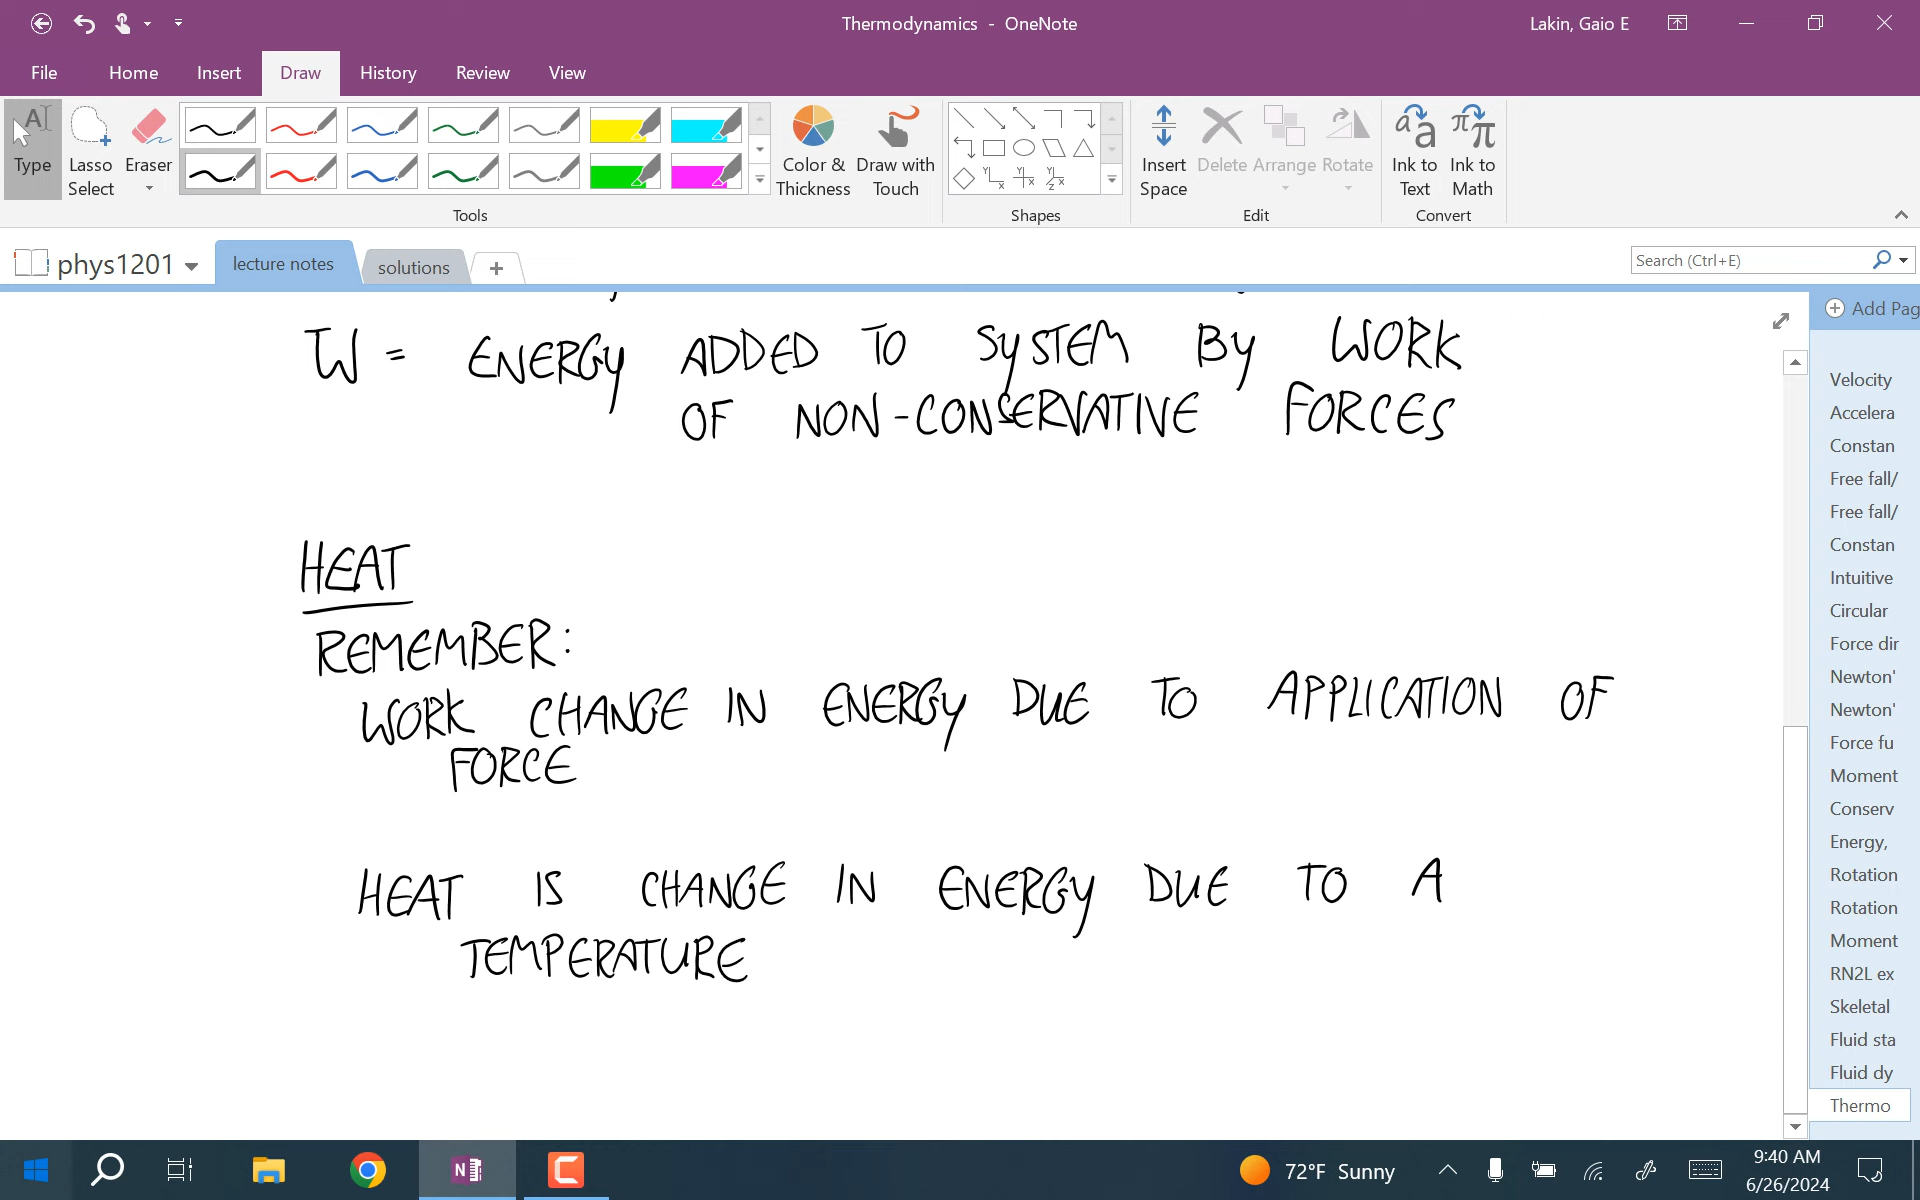 Thermodynamics - OneNote
Lakin, Gaio E
File Home Insert Draw History Review View
Type
Lasso Select
Eraser
Color & Thickness
Draw with Touch
Insert Space
Delete
Arrange
Rotate
Ink to Text
Ink to Math
Tools
Shapes
Edit
Convert
phys1201
lecture notes
solutions
Search (Ctrl+E)
W = ENERGY ADDED TO SYSTEM BY WORK
OF NON-CONSERVATIVE FORCES
HEAT
REMEMBER:
WORK CHANGE IN ENERGY DUE TO APPLICATION OF
FORCE
HEAT IS CHANGE IN ENERGY DUE TO A
TEMPERATURE
Add Pag
Velocity
Accelera
Constan
Free fall/
Free fall/
Constan
Intuitive
Circular
Force dir
Newton'
Newton'
Force fu
Moment
Conserv
Energy,
Rotation
Rotation
Moment
RN2L ex
Skeletal
Fluid sta
Fluid dy
Thermo
72°F Sunny
9:40 AM
6/26/2024